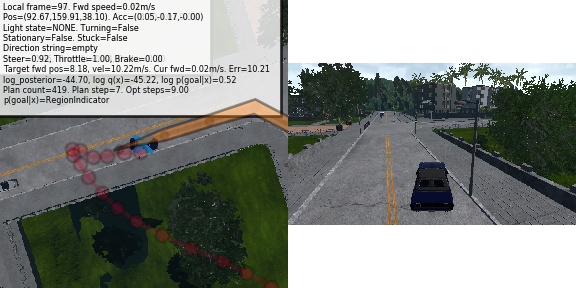 Local frame=97. Fwd speed=0.02m/s
Pos=(92.67,159.91,38.10). Acc=(0.05,-0.17,-0.00)
Light state=NONE. Turning=False
Stationary=False. Stuck=False
Direction string=empty
Steer=0.92, Throttle=1.00, Brake=0.00
Target fwd pos=8.18, vel=10.22m/s. Cur fwd=0.02m/s. Err=10.21
log_posterior=-44.70, log q(x)=-45.22, log p(goal|x)=0.52
Plan count=419. Plan step=7. Opt steps=9.00
p(goal|x)=RegionIndicator